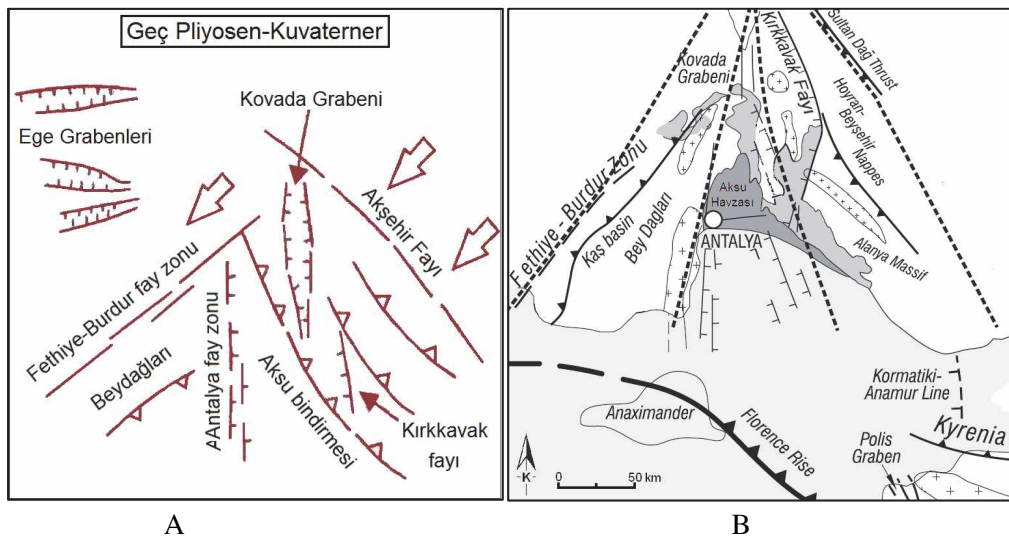 Geç Pliyosen-Kuvaterner
Kovada Grabeni
Ege Grabenleri
Akşehir Fayı
Fethiye-Burdur fay zonu
Beydağları
AAntalya fay zonu
Aksu bindirmesi
Kırkkavak
fayı
A
Sultan Dağ Thrust
Kırkkavak Fayı
Kovada
Grabeni
Hoyran-
Beyşehir
Nappes
Fethiye - Burdur Zonu
Kaş basin
Bey Dagları
Aksu
Havzası
ANTALYA
Alanya Massif
Kormatiki-
Anamur Line
Anaximander
Florence Rise
Kyrenia
Polis
Graben
K
0 50 km
B